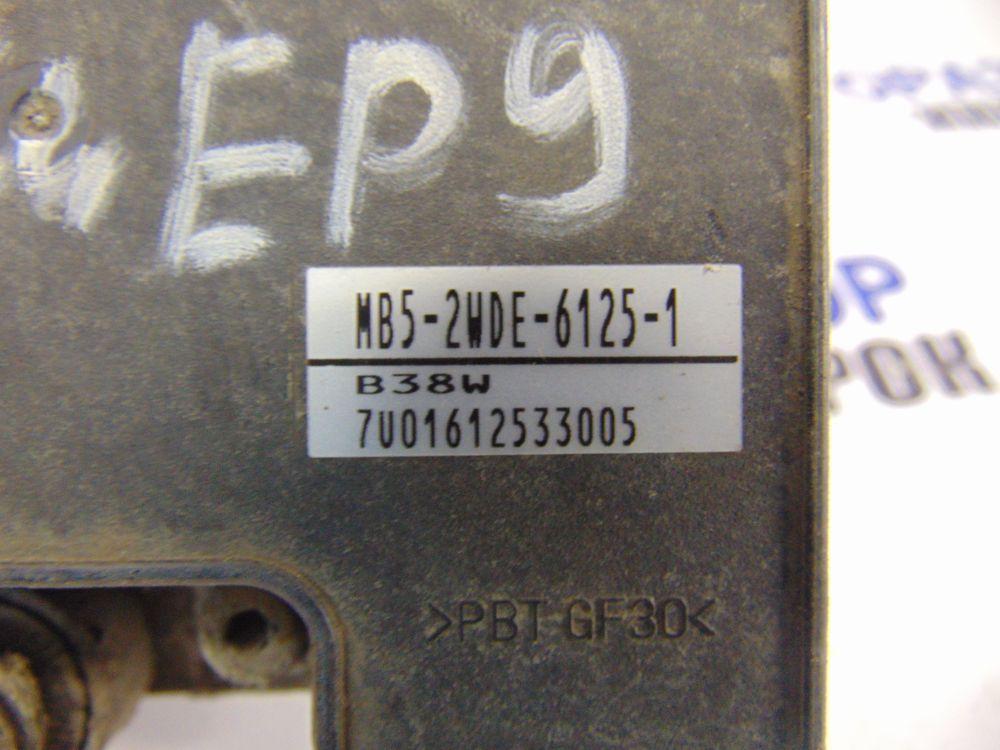 EP9
MB5-2WDE-6125-1
B38W
7U01612533005
>PBT GF30<